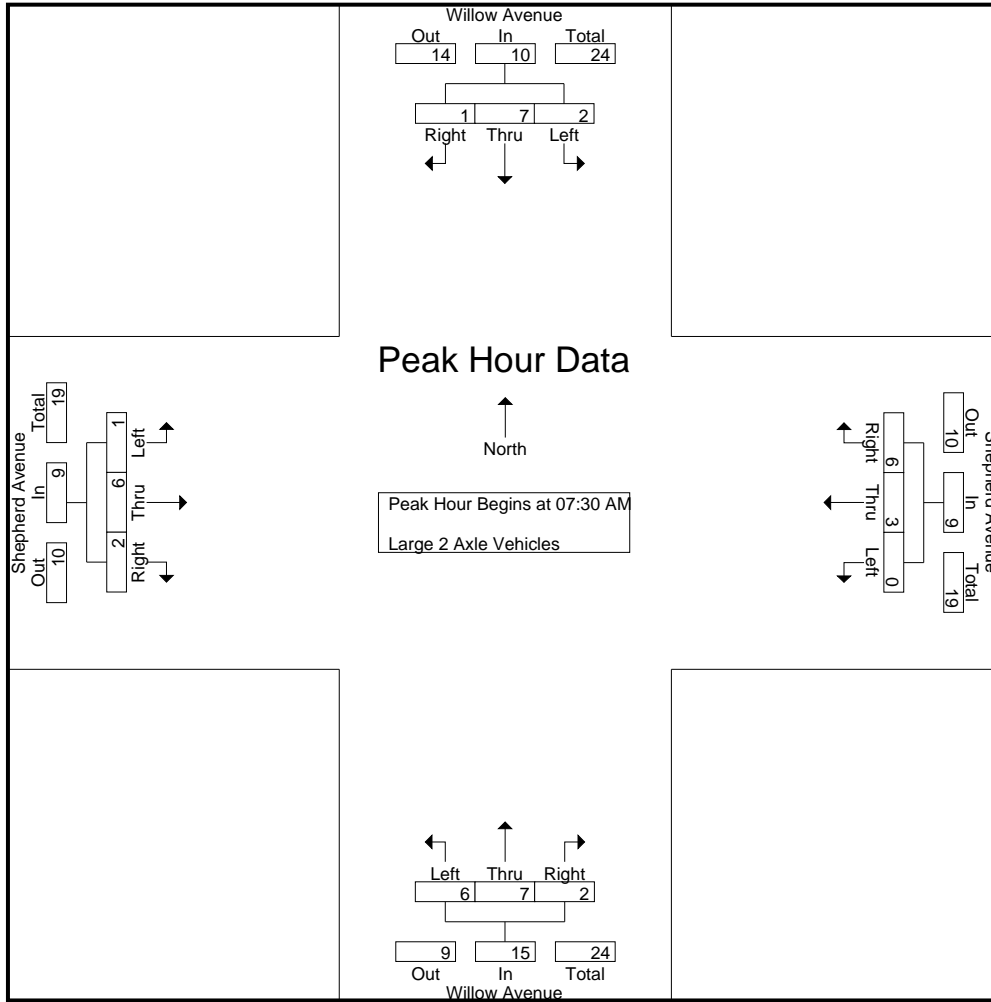 Willow Avenue
Out In Total
14 10 24
1 7 2
Right Thru Left
Peak Hour Data
North
Peak Hour Begins at 07:30 AM
Large 2 Axle Vehicles
Shepherd Avenue
Total In Out
19 9 10
1 6 2
Left Thru Right
Shepherd Avenue
Out In Total
10 9 19
6 3 0
Right Thru Left
Left Thru Right
6 7 2
9 15 24
Out In Total
Willow Avenue